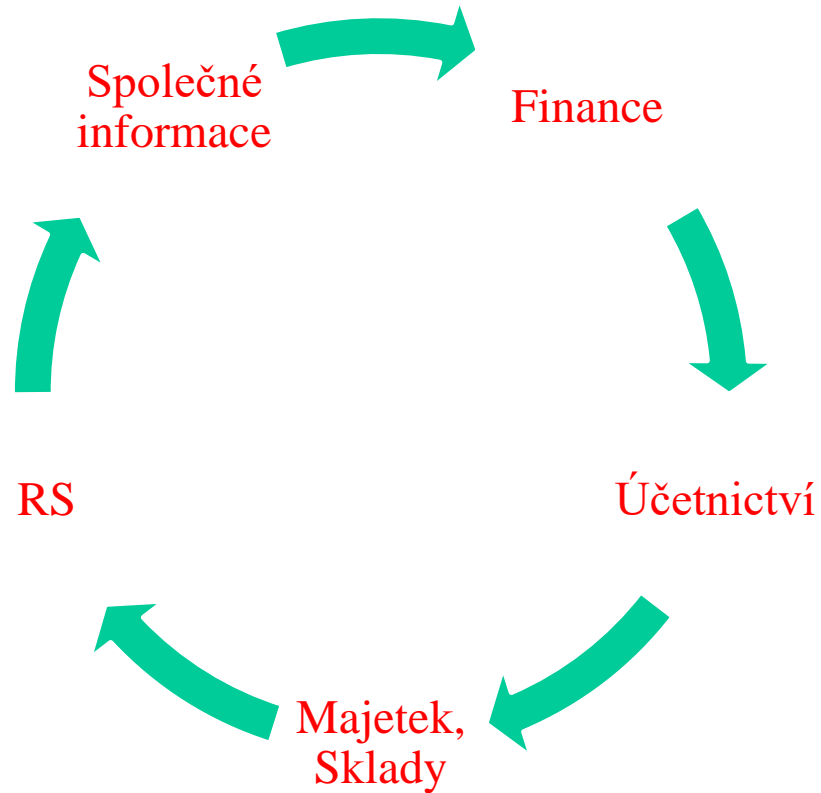 Společné
informace
Finance
Účetnictví
Majetek,
Sklady
RS